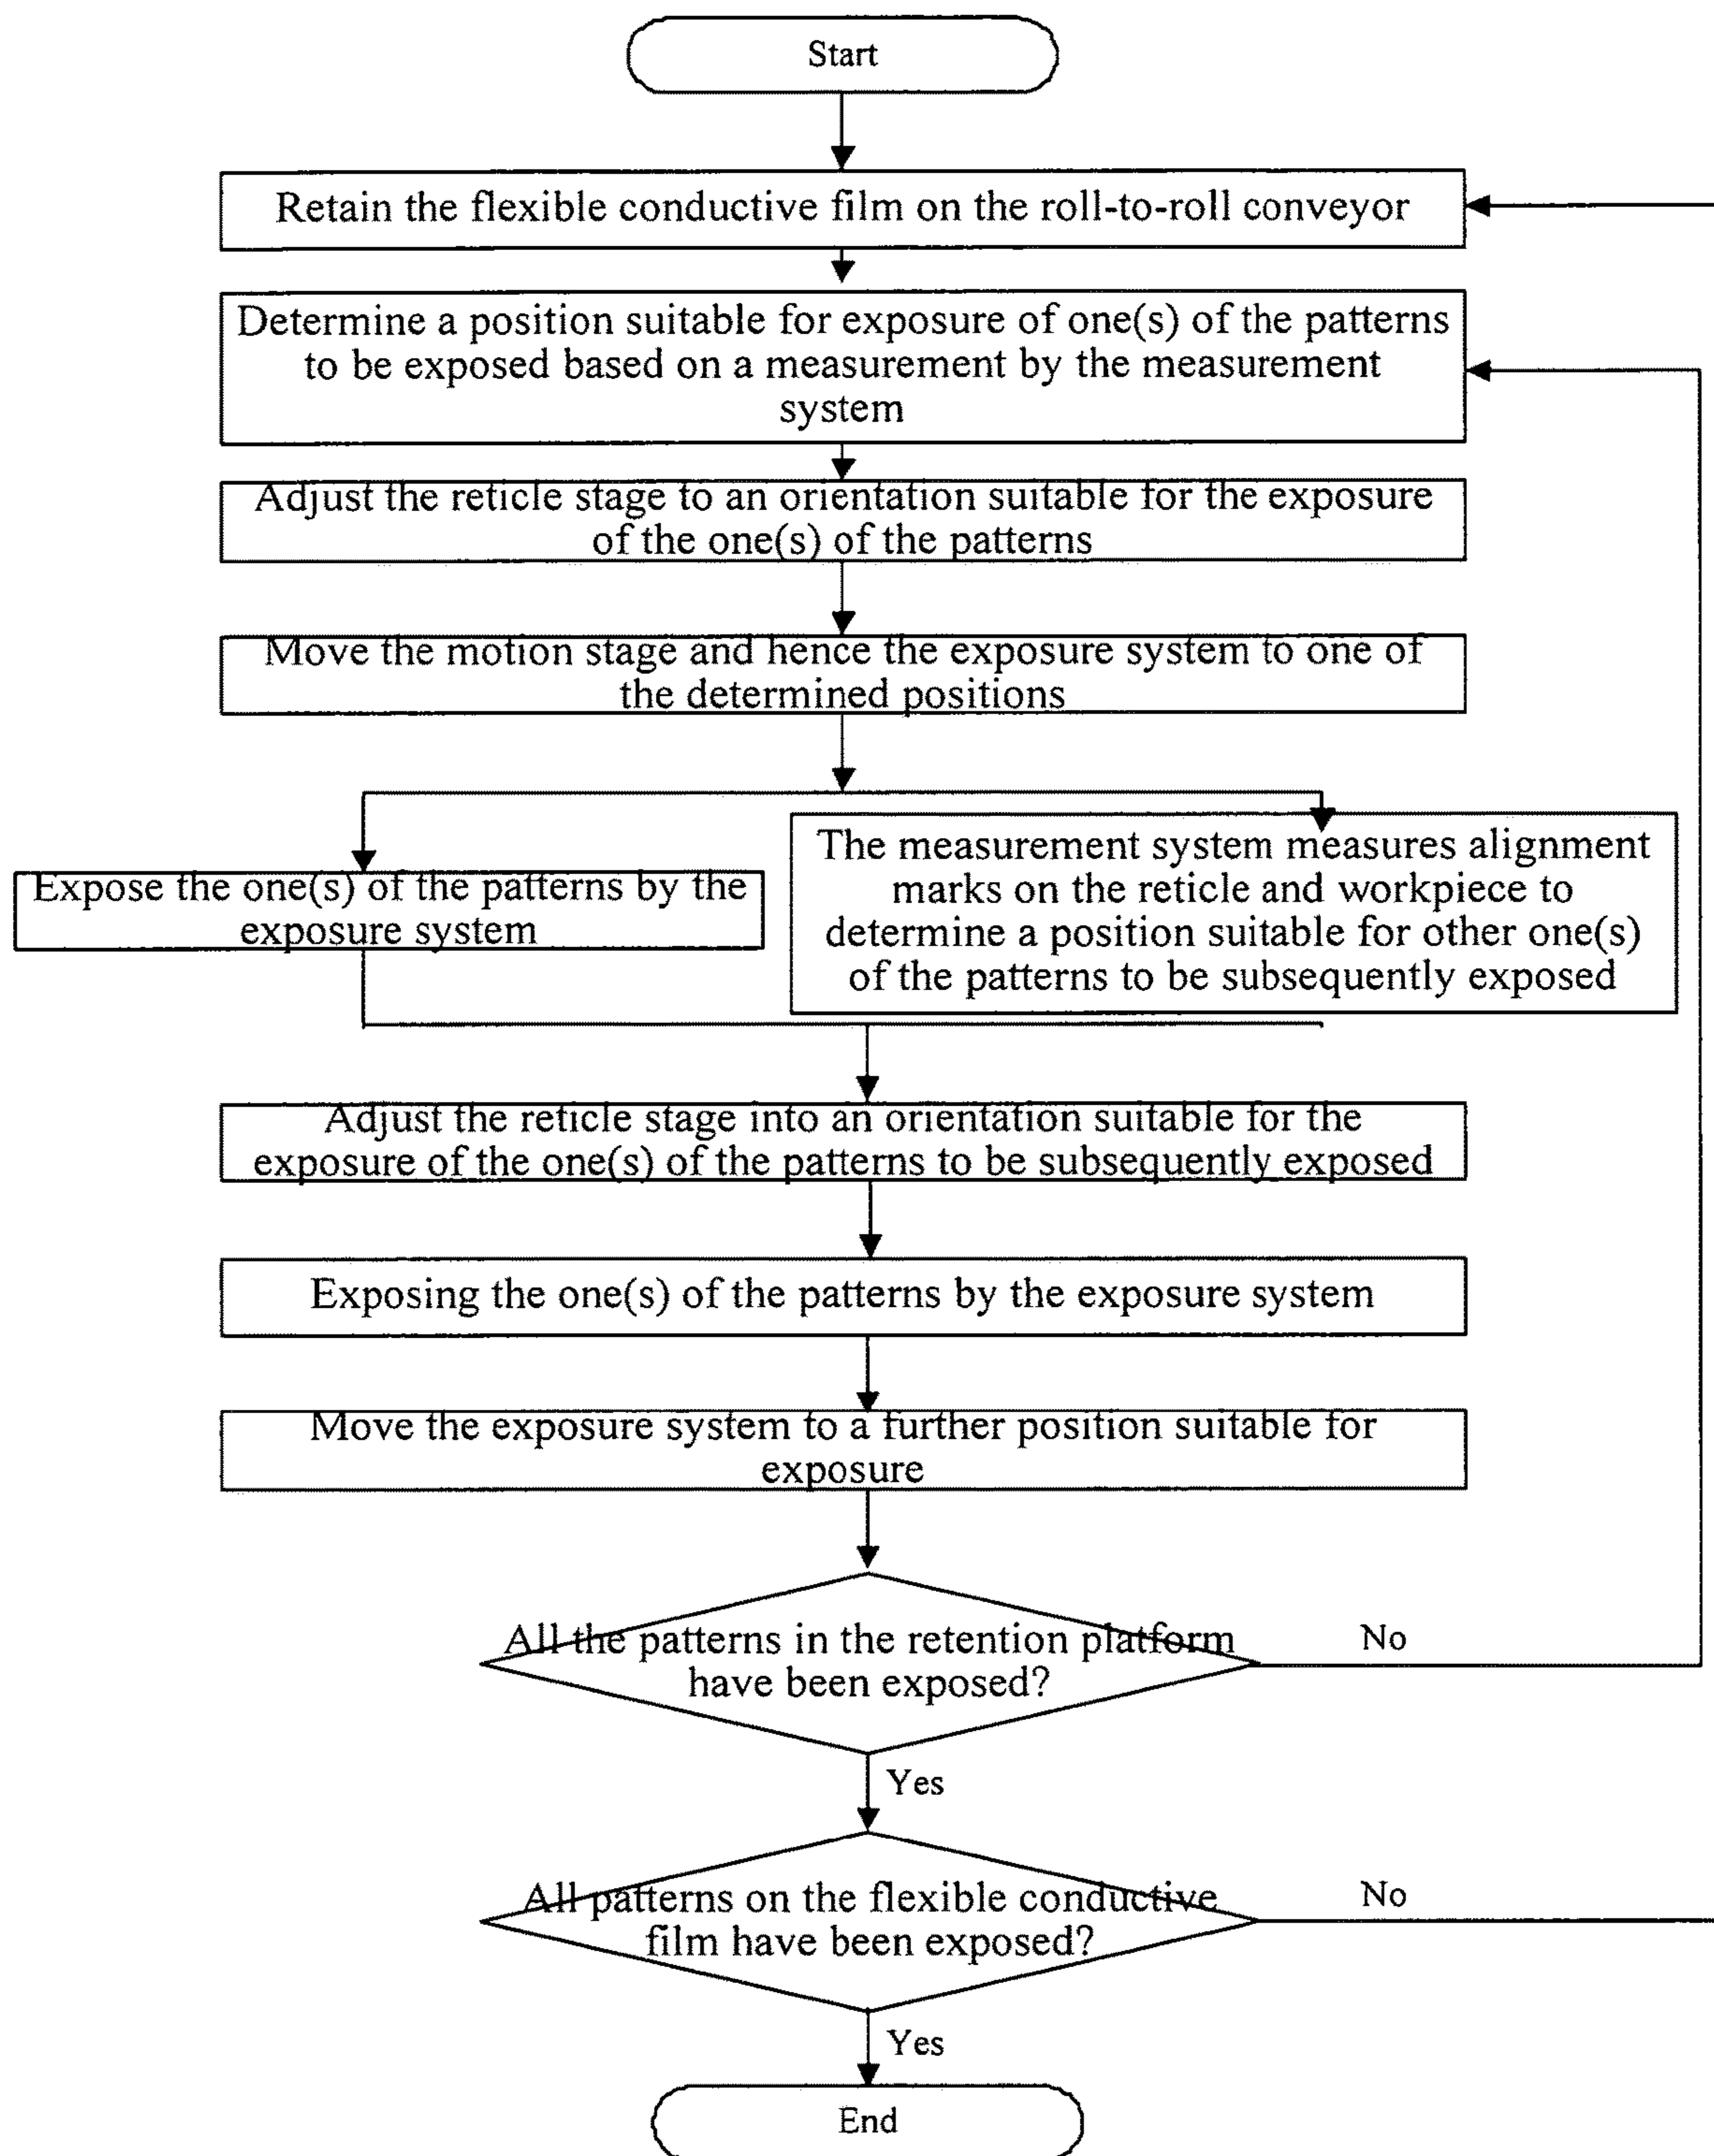 Start
Retain the flexible conductive film on the roll-to-roll conveyor
Determine a position suitable for exposure of one(s) of the patterns
to be exposed based on a measurement by the measurement
system
Adjust the reticle stage to an orientation suitable for the exposure
of the one(s) of the patterns
Move the motion stage and hence the exposure system to one of
the determined positions
Expose the one(s) of the patterns by the
exposure system
The measurement system measures alignment
marks on the reticle and workpiece to
determine a position suitable for other one(s)
of the patterns to be subsequently exposed
Adjust the reticle stage into an orientation suitable for the
exposure of the one(s) of the patterns to be subsequently exposed
Exposing the one(s) of the patterns by the exposure system
Move the exposure system to a further position suitable for
exposure
All the patterns in the retention platform
have been exposed?
No
Yes
All patterns on the flexible conductive
film have been exposed?
No
Yes
End